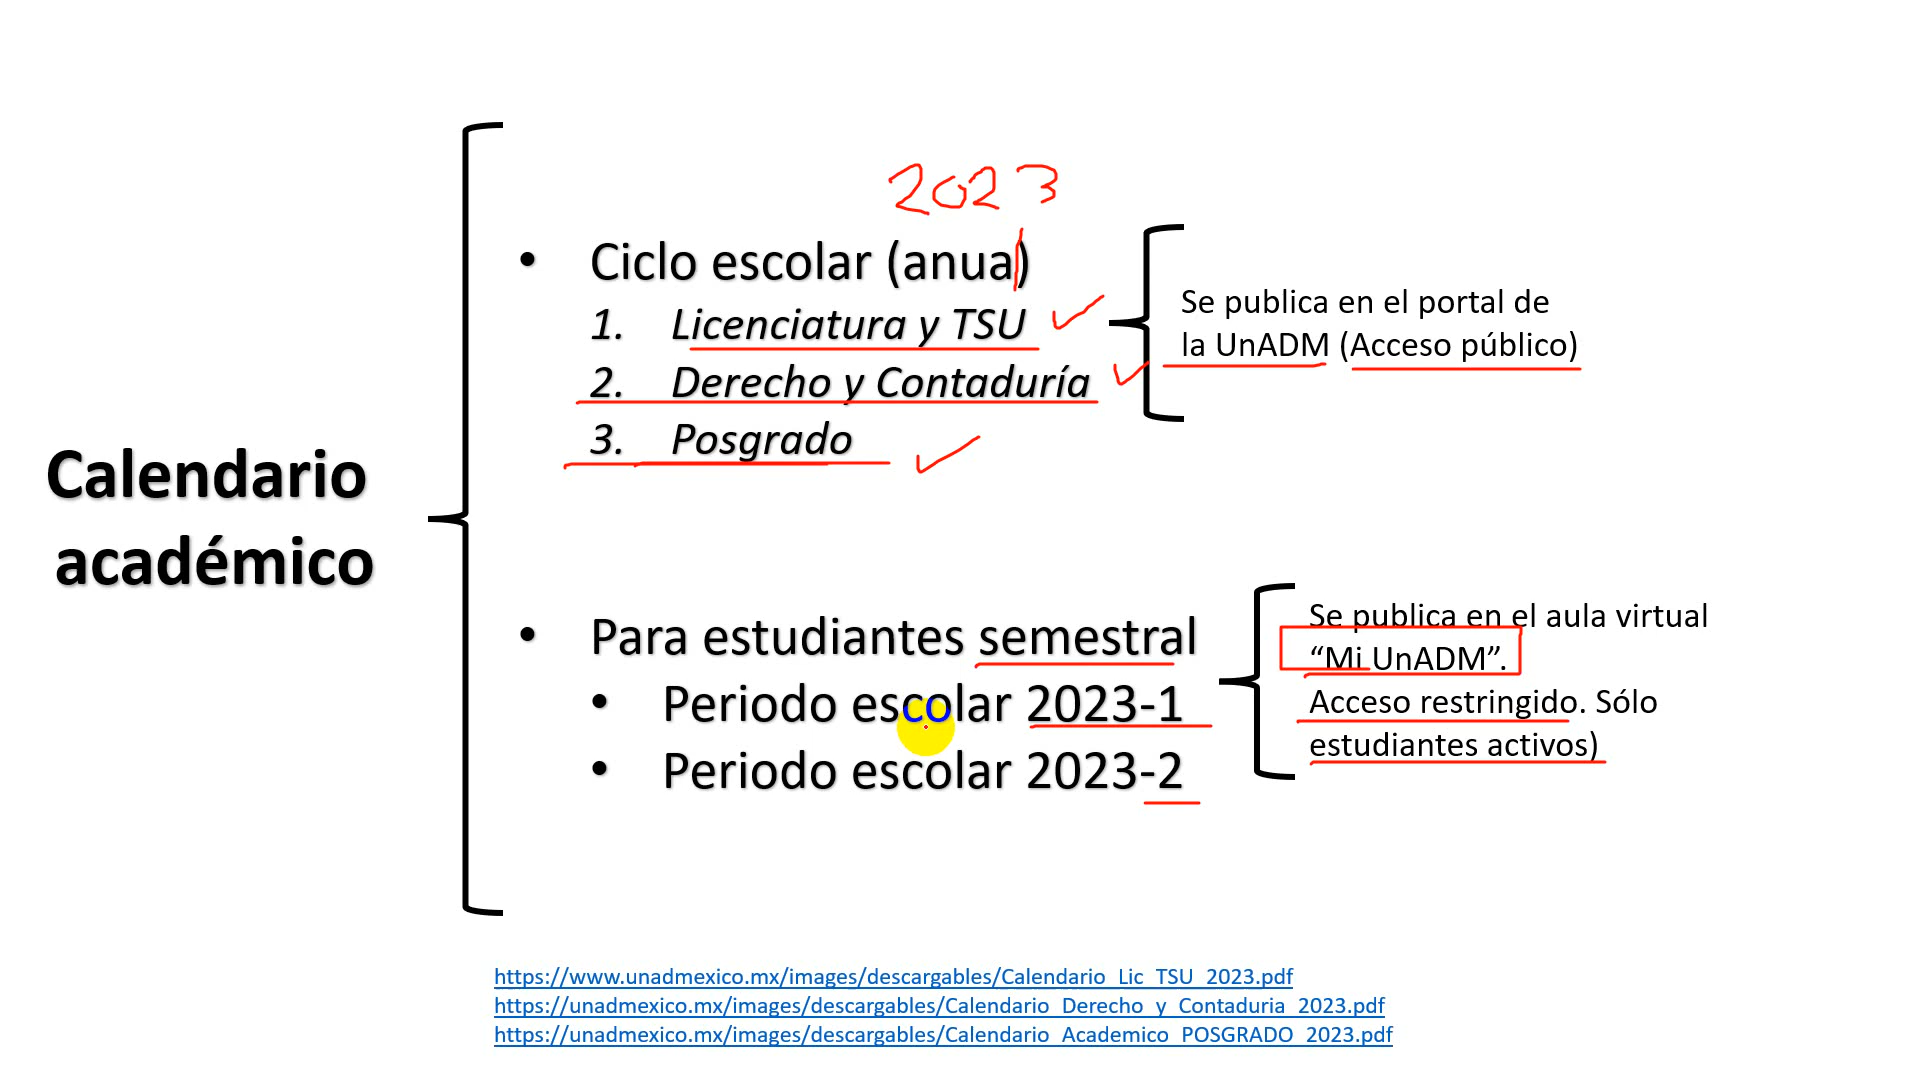 Calendario
académico
2023
• Ciclo escolar (anual)
1. Licenciatura y TSU
2. Derecho y Contaduría
3. Posgrado
Se publica en el portal de
la UnADM (Acceso público)
• Para estudiantes semestral
• Periodo escolar 2023-1
• Periodo escolar 2023-2
Se publica en el aula virtual
“Mi UnADM”.
Acceso restringido. Sólo
estudiantes activos)
https://www.unadmexico.mx/images/descargables/Calendario_Lic_TSU_2023.pdf
https://unadmexico.mx/images/descargables/Calendario_Derecho_y_Contaduria_2023.pdf
https://unadmexico.mx/images/descargables/Calendario_Academico_POSGRADO_2023.pdf